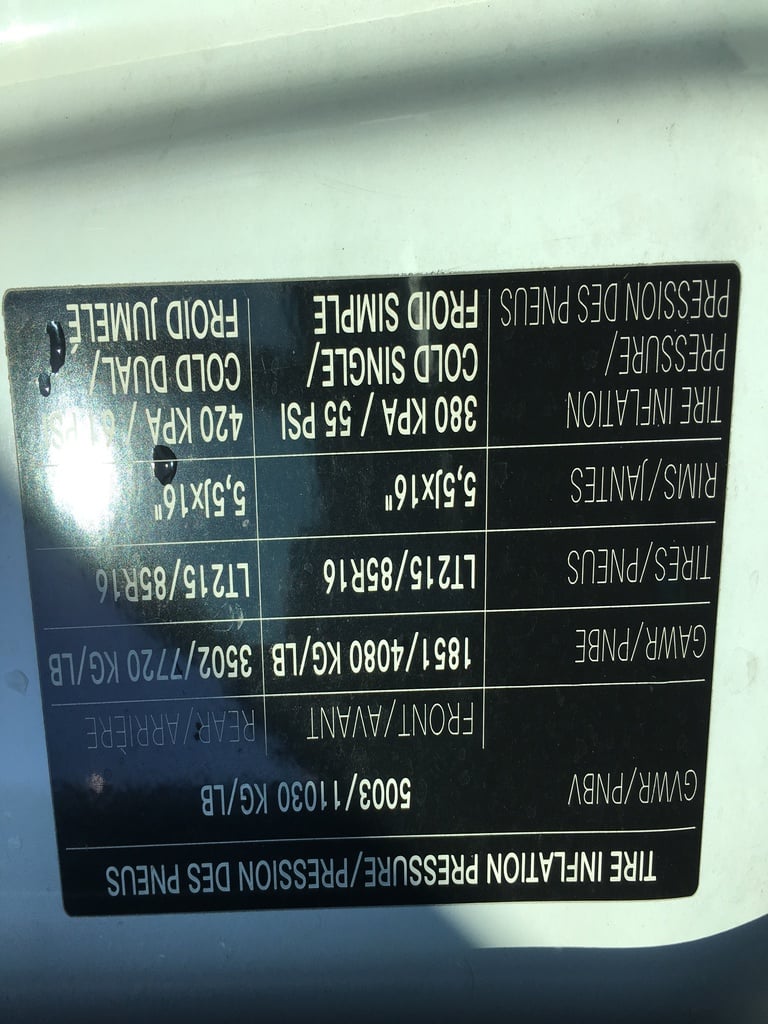 TIRE INFLATION PRESSURE/PRESSION DES PNEUS
GVWR/PNBV 5003/11030 KG/LB
FRONT/AVANT REAR/ARRIÈRE
GAWR/PNBE 1851/4080 KG/LB 3502/7720 KG/LB
TIRES/PNEUS LT215/85R16 LT215/85R16
RIMS/JANTES 5,5Jx16" 5,5Jx16"
TIRE INFLATION 380 KPA / 55 PSI 420 KPA / PSI
PRESSURE/ COLD SINGLE/ COLD DUAL/
PRESSION DES PNEUS FROID SIMPLE FROID JUMELÉ